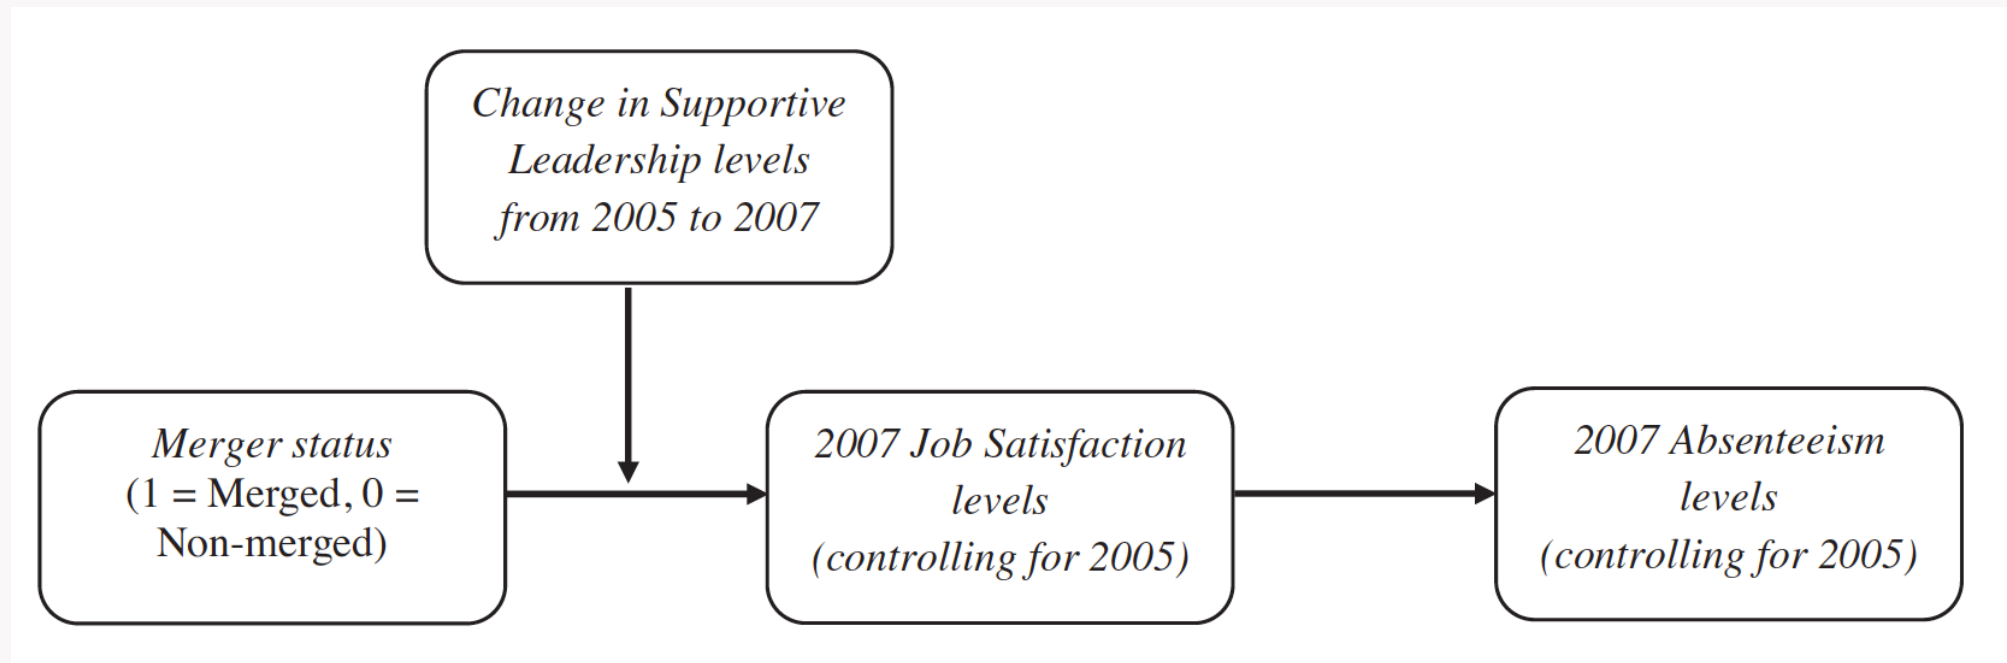 Change in Supportive
Leadership levels
from 2005 to 2007
Merger status
(1 = Merged, 0 =
Non-merged)
2007 Job Satisfaction
levels
(controlling for 2005)
2007 Absenteeism
levels
(controlling for 2005)